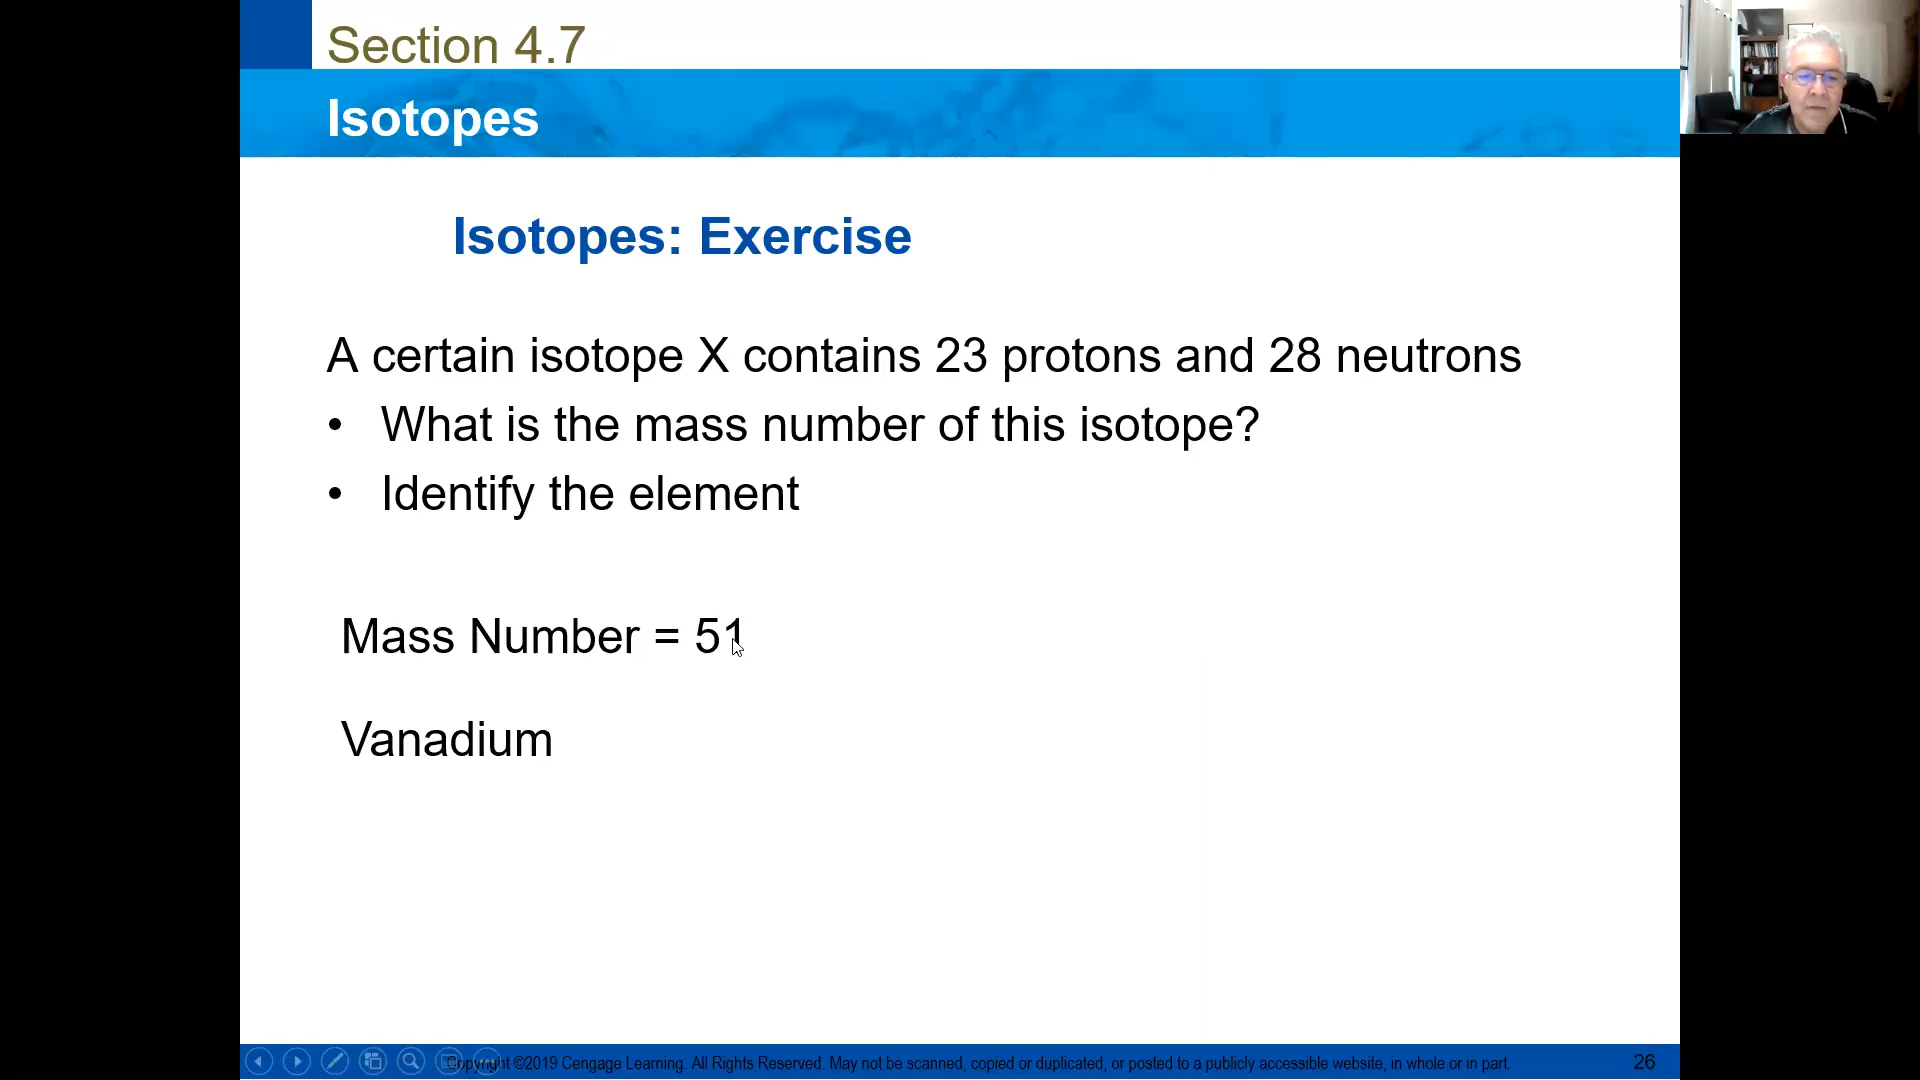 Section 4.7
Isotopes
Isotopes: Exercise
A certain isotope X contains 23 protons and 28 neutrons
• What is the mass number of this isotope?
• Identify the element
Mass Number = 51
Vanadium
Copyright ©2019 Cengage Learning. All Rights Reserved. May not be scanned, copied or duplicated, or posted to a publicly accessible website, in whole or in part.
26